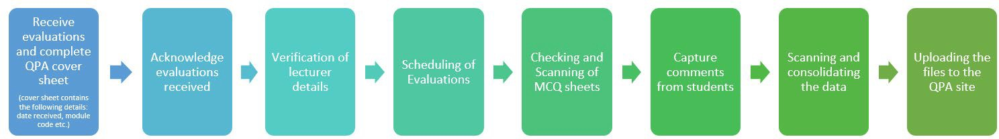 Receive
evaluations
and complete
QPA cover
sheet
(cover sheet contains
the following details:
date received, module
code etc.)
Acknowledge
evaluations
received
Verification of
lecturer
details
Scheduling of
Evaluations
Checking and
Scanning of
MCQ sheets
Capture
comments
from students
Scanning and
consolidating
the data
Uploading the
files to the
QPA site